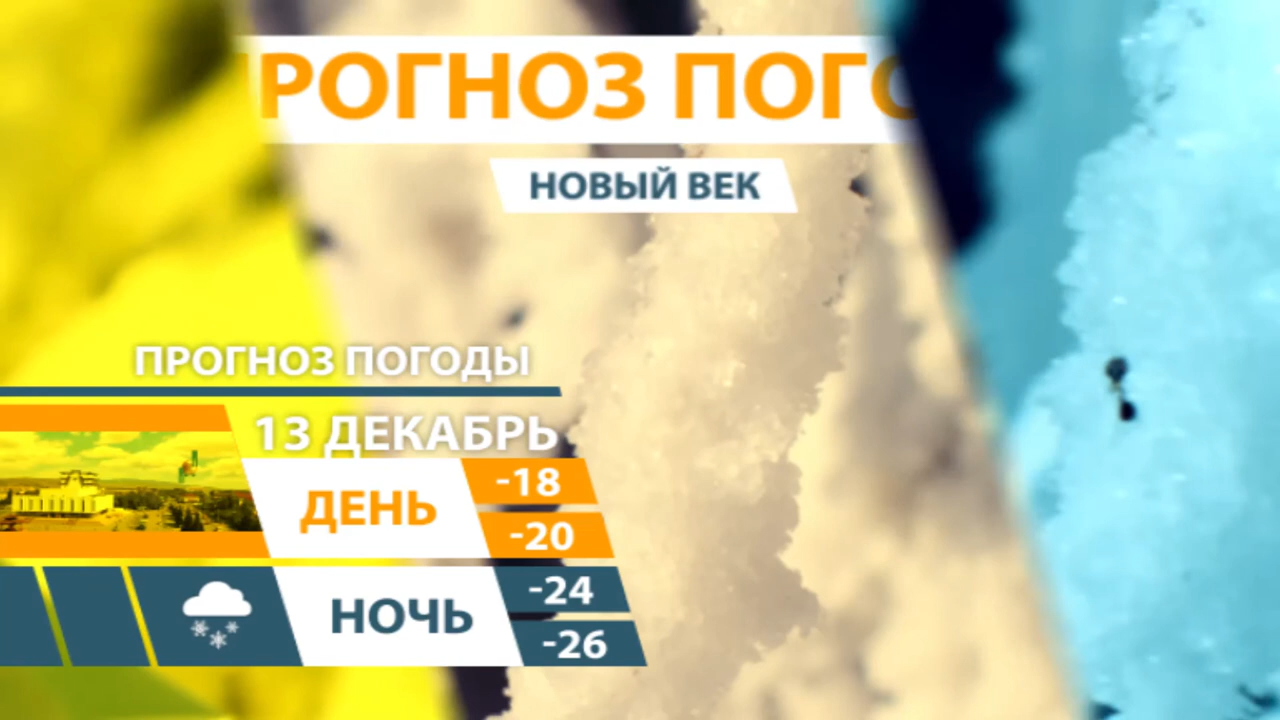 РОГНОЗ ПОГО
НОВЫЙ ВЕК
ПРОГНОЗ ПОГОДЫ
13 ДЕКАБРЬ
ДЕНЬ
-18
-20
НОЧЬ
-24
-26